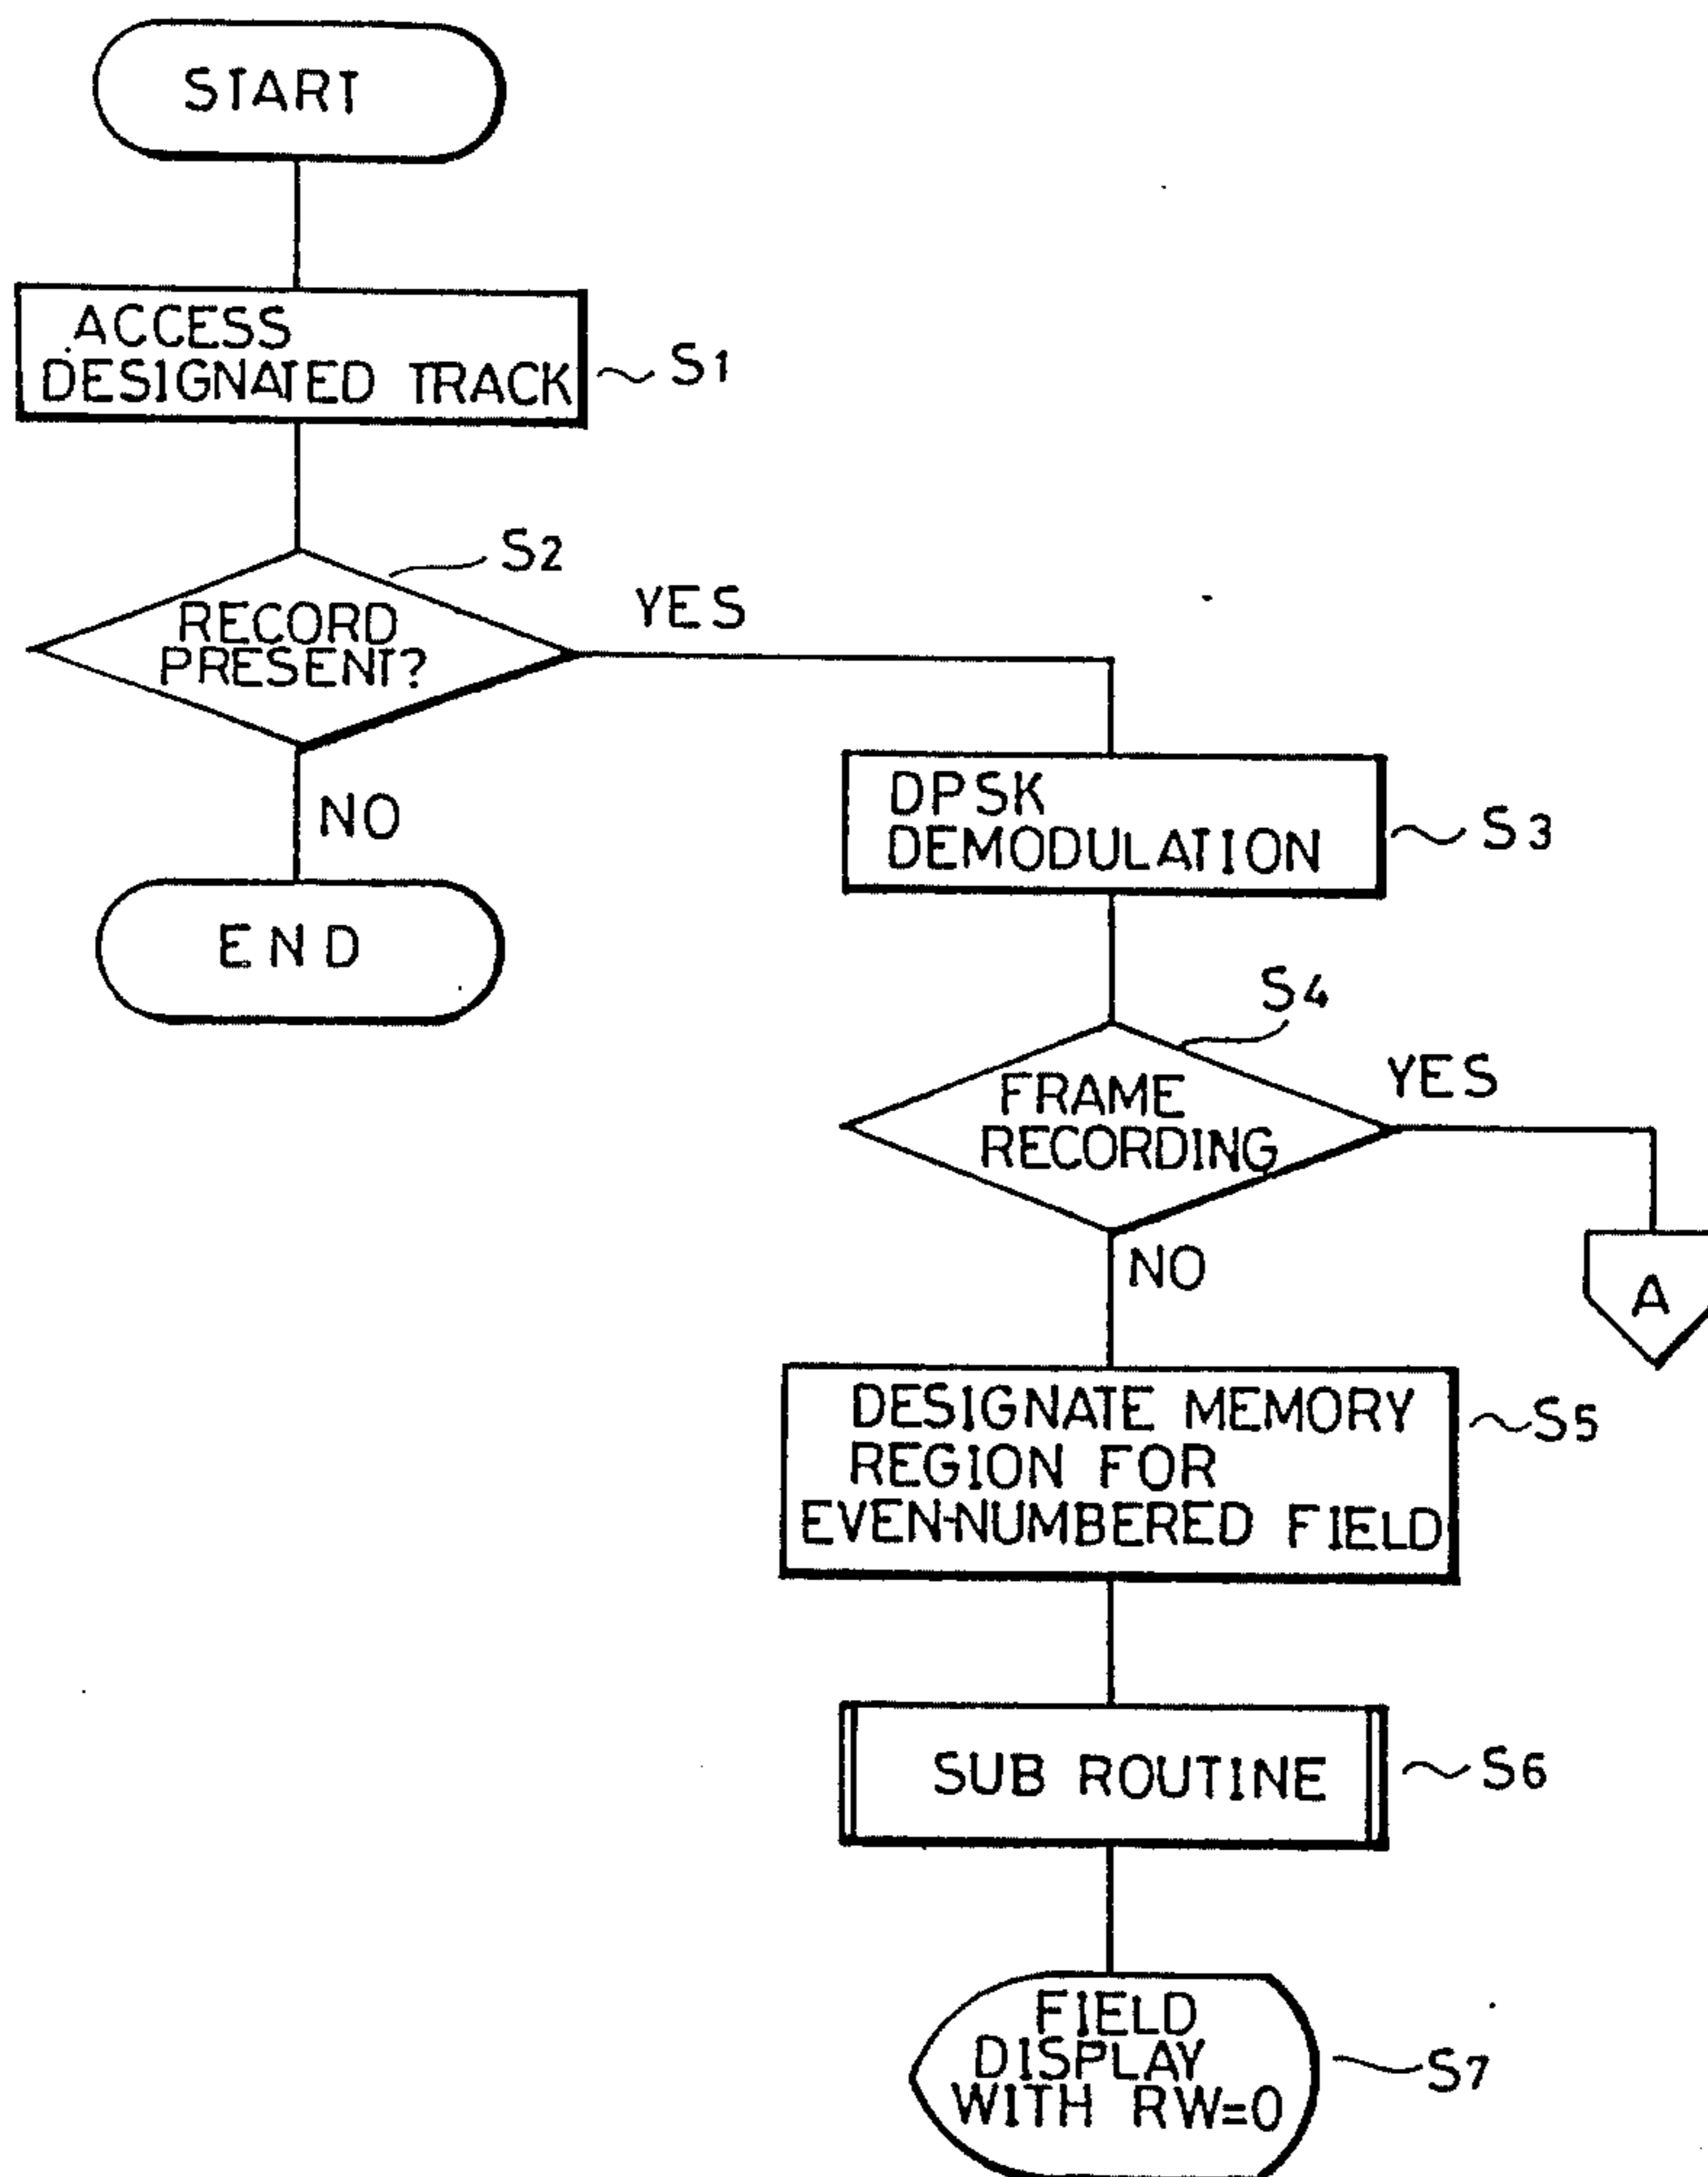 START
ACCESS
DESIGNATED TRACK
S1
S2
RECORD
PRESENT?
YES
NO
END
DPSK
DEMODULATION
S3
S4
FRAME
RECORDING
YES
NO
A
DESIGNATE MEMORY
REGION FOR
EVEN-NUMBERED FIELD
S5
SUB ROUTINE
S6
FIELD
DISPLAY
WITH RW=0
S7